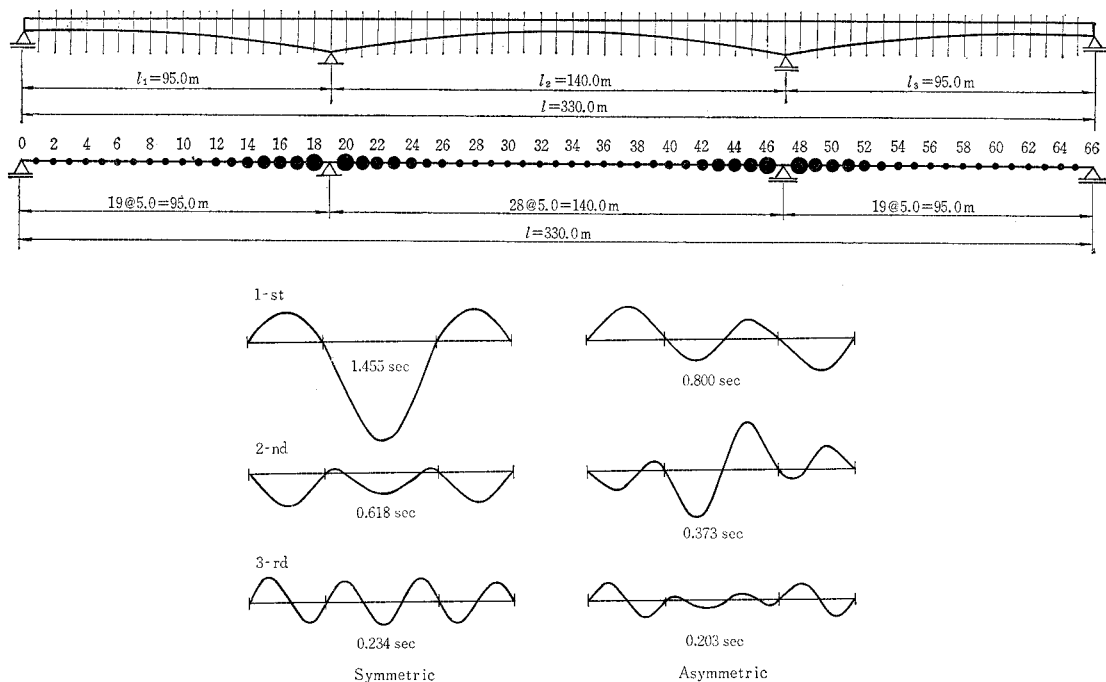 l₁=95.0m l₂=140.0m l₃=95.0m
l=330.0m
0 2 4 6 8 10 12 14 16 18 20 22 24 26 28 30 32 34 36 38 40 42 44 46 48 50 52 54 56 58 60 62 64 66
19@5.0=95.0m 28@5.0=140.0m 19@5.0=95.0m
l=330.0m
1-st
1.455 sec 0.800 sec
2-nd
0.618 sec 0.373 sec
3-rd
0.234 sec 0.203 sec
Symmetric Asymmetric